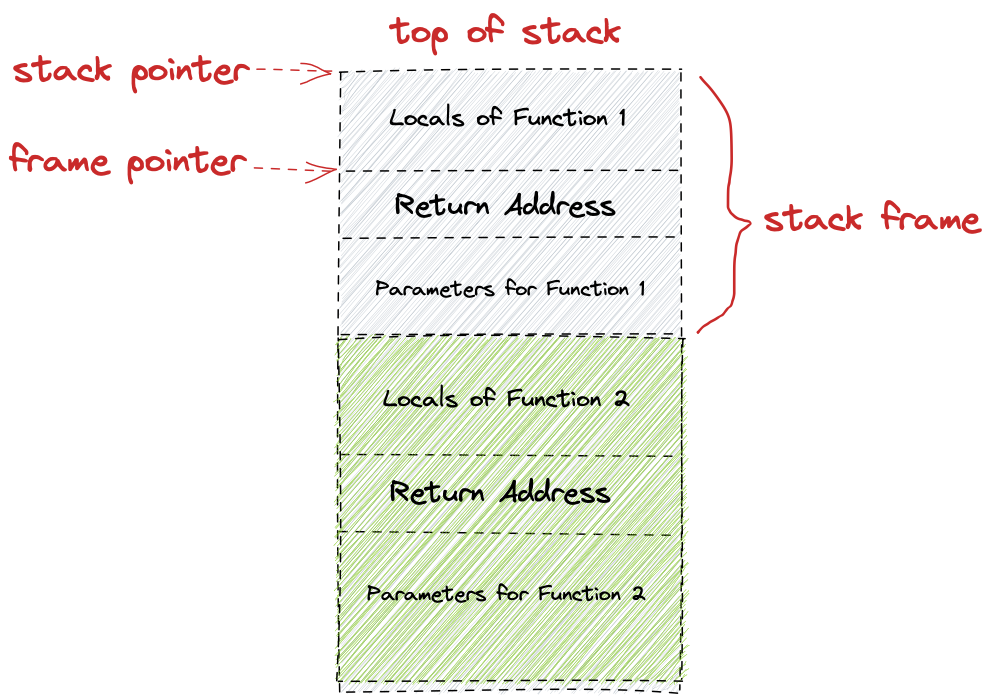 top of stack
stack pointer
Locals of Function 1
frame pointer
Return Address
stack frame
Parameters for Function 1
Locals of Function 2
Return Address
Parameters for Function 2